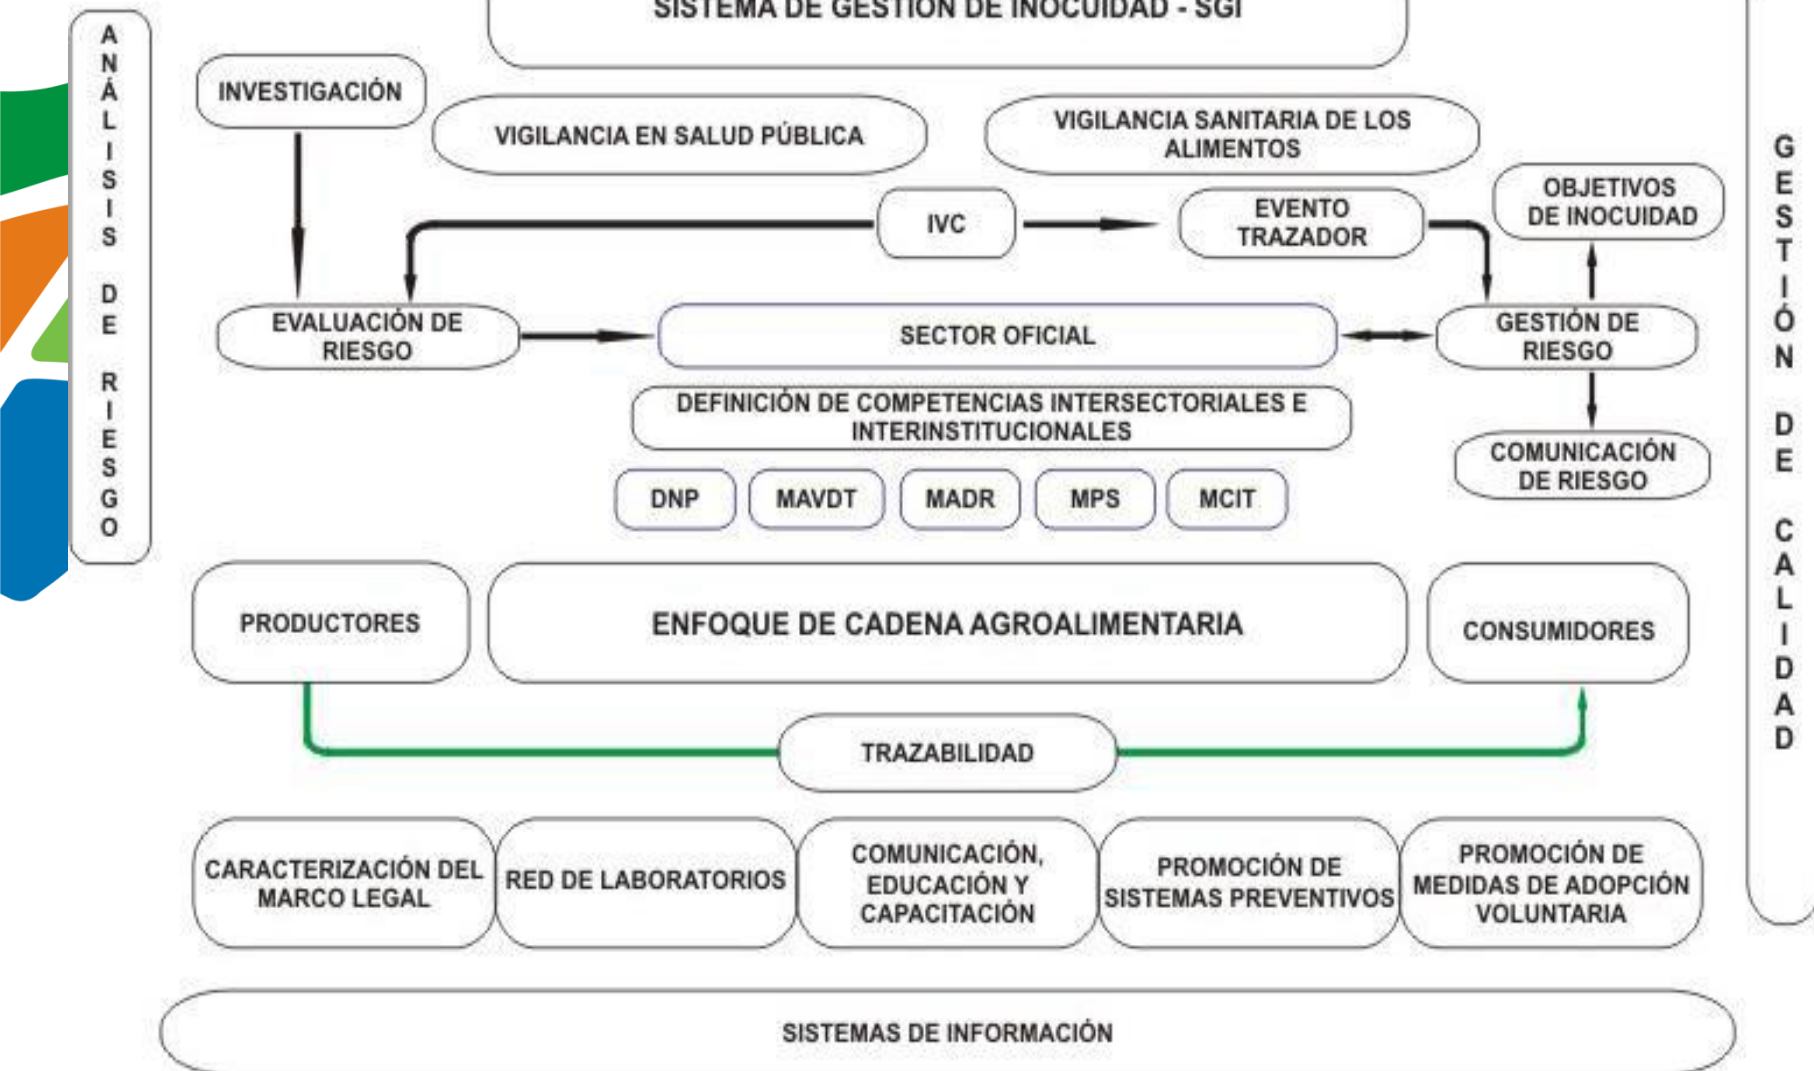 SISTEMA DE GESTIÓN DE INOCUIDAD - SGI
ANÁLISIS DE RIESGO
GESTIÓN DE CALIDAD
INVESTIGACIÓN
VIGILANCIA EN SALUD PÚBLICA
VIGILANCIA SANITARIA DE LOS
ALIMENTOS
IVC
EVENTO
TRAZADOR
OBJETIVOS
DE INOCUIDAD
EVALUACIÓN DE
RIESGO
SECTOR OFICIAL
GESTIÓN DE
RIESGO
DEFINICIÓN DE COMPETENCIAS INTERSECTORIALES E
INTERINSTITUCIONALES
COMUNICACIÓN
DE RIESGO
DNP
MAVDT
MADR
MPS
MCIT
PRODUCTORES
ENFOQUE DE CADENA AGROALIMENTARIA
CONSUMIDORES
TRAZABILIDAD
CARACTERIZACIÓN DEL
MARCO LEGAL
RED DE LABORATORIOS
COMUNICACIÓN,
EDUCACIÓN Y
CAPACITACIÓN
PROMOCIÓN DE
SISTEMAS PREVENTIVOS
PROMOCIÓN DE
MEDIDAS DE ADOPCIÓN
VOLUNTARIA
SISTEMAS DE INFORMACIÓN